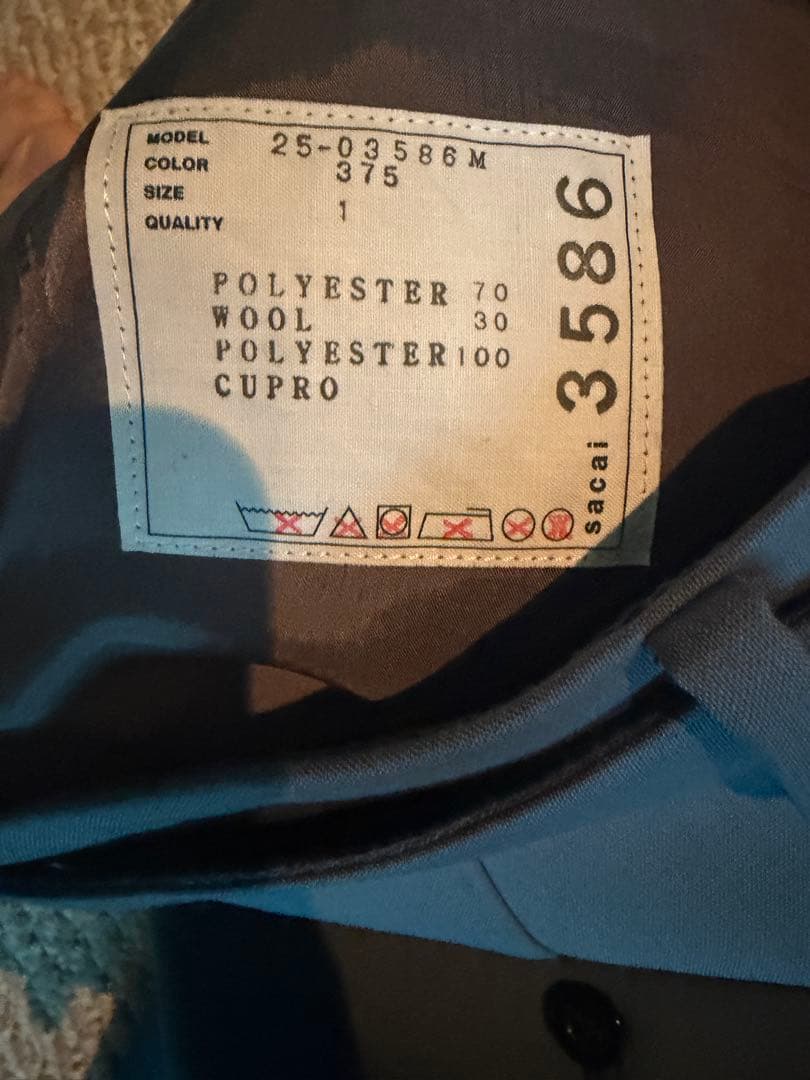 MODEL 25-03586M
COLOR 375
SIZE 1
QUALITY
POLYESTER 70
WOOL 30
POLYESTER 100
CUPRO
sacai 3586